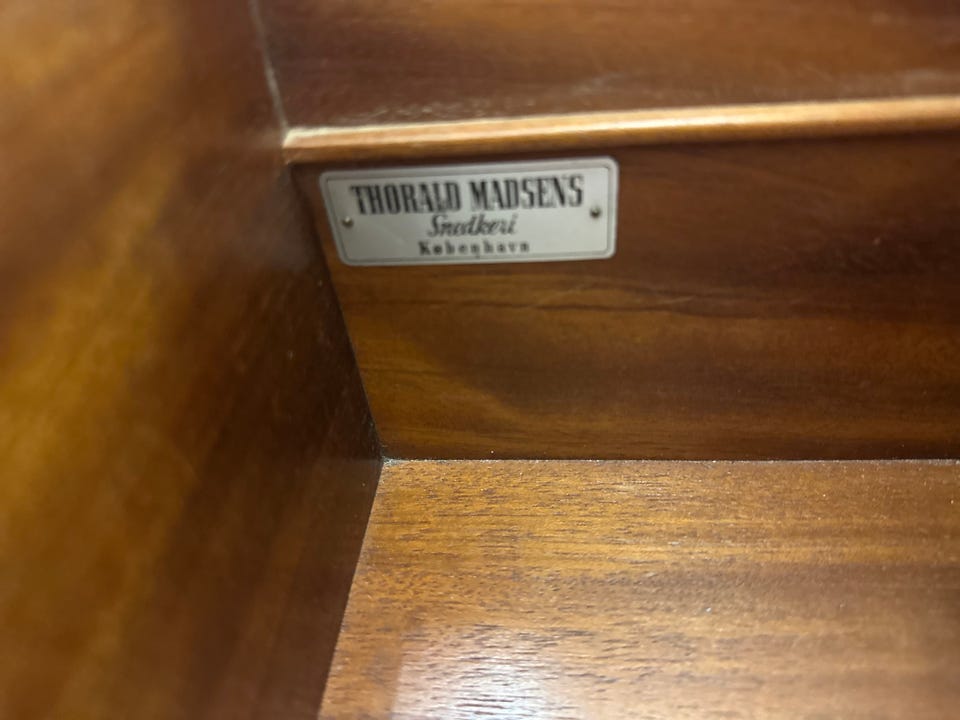 THORALD MADSENS
Snedkeri
København